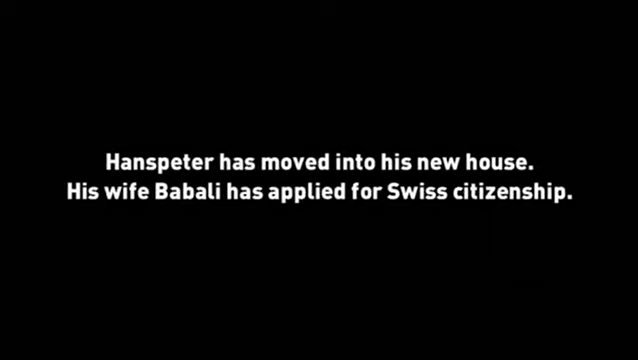 Hanspeter has moved into his new house.
His wife Babali has applied for Swiss citizenship.